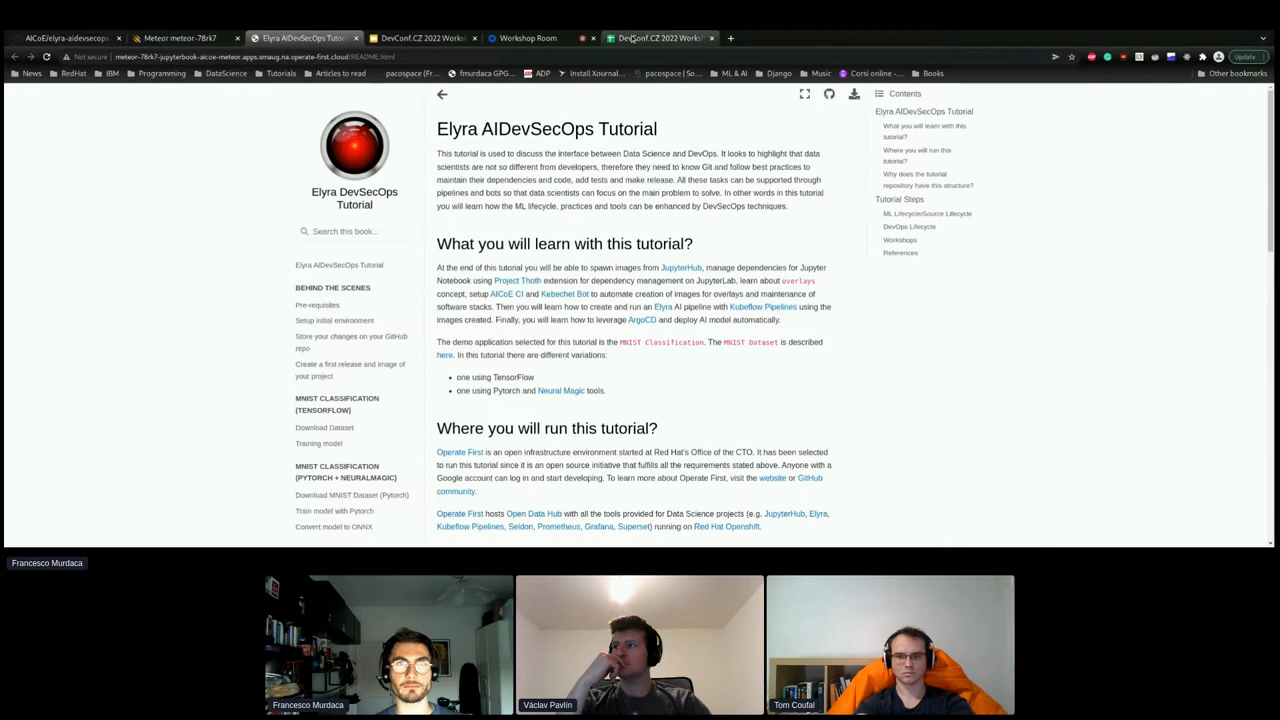 AICoE/elyra-aidevsecops
Meteor meteor-78rk7
Elyra AIDevSecOps Tutori
DevConf.CZ 2022 Works
Workshop Room
DevConf.CZ 2022 Works
meteor-78rk7-jupyterbook-aicoe-meteor.apps.smaug.na.operate-first.cloud/README.html
Update
News
RedHat
IBM
Programming
DataScience
Tutorials
Articles to read
pacospace (Fr...
fmurdaca GPG...
ADP
Install Xournal...
pacospace | So...
ML & AI
Django
Music
Corsi online -...
Books
Other bookmarks
Elyra DevSecOps
Tutorial
Search this book...
Elyra AIDevSecOps Tutorial
BEHIND THE SCENES
Pre-requisites
Setup initial environment
Store your changes on your GitHub
repo
Create a first release and image of
your project
MNIST CLASSIFICATION
(TENSORFLOW)
Download Dataset
Training model
MNIST CLASSIFICATION
(PYTORCH + NEURALMAGIC)
Download MNIST Dataset (Pytorch)
Train model with Pytorch
Convert model to ONNX
Elyra AIDevSecOps Tutorial
This tutorial is used to discuss the interface between Data Science and DevOps. It looks to highlight that data
scientists are not so different from developers, therefore they need to know Git and follow best practices to
maintain their dependencies and code, add tests and make release. All these tasks can be supported through
pipelines and bots so that data scientists can focus on the main problem to solve. In other words in this tutorial
you will learn how the ML lifecycle, practices and tools can be enhanced by DevSecOps techniques.
What you will learn with this tutorial?
At the end of this tutorial you will be able to spawn images from JupyterHub, manage dependencies for Jupyter
Notebook using Project Thoth extension for dependency management on JupyterLab, learn about overlays
concept, setup AICoE CI and Kebechet Bot to automate creation of images for overlays and maintenance of
software stacks. Then you will learn how to create and run an Elyra AI pipeline with Kubeflow Pipelines using the
images created. Finally, you will learn how to leverage ArgoCD and deploy AI model automatically.
The demo application selected for this tutorial is the MNIST Classification. The MNIST Dataset is described
here. In this tutorial there are different variations:
• one using TensorFlow
• one using Pytorch and Neural Magic tools.
Where you will run this tutorial?
Operate First is an open infrastructure environment started at Red Hat's Office of the CTO. It has been selected
to run this tutorial since it is an open source initiative that fulfills all the requirements stated above. Anyone with a
Google account can log in and start developing. To learn more about Operate First, visit the website or GitHub
community.
Operate First hosts Open Data Hub with all the tools provided for Data Science projects (e.g. JupyterHub, Elyra,
Kubeflow Pipelines, Seldon, Prometheus, Grafana, Superset) running on Red Hat Openshift.
Contents
Elyra AIDevSecOps Tutorial
What you will learn with this
tutorial?
Where you will run this
tutorial?
Why does the tutorial
repository have this structure?
Tutorial Steps
ML Lifecycle/Source Lifecycle
DevOps Lifecycle
Workshops
References
Francesco Murdaca
Francesco Murdaca
Václav Pavlín
Tom Coufal